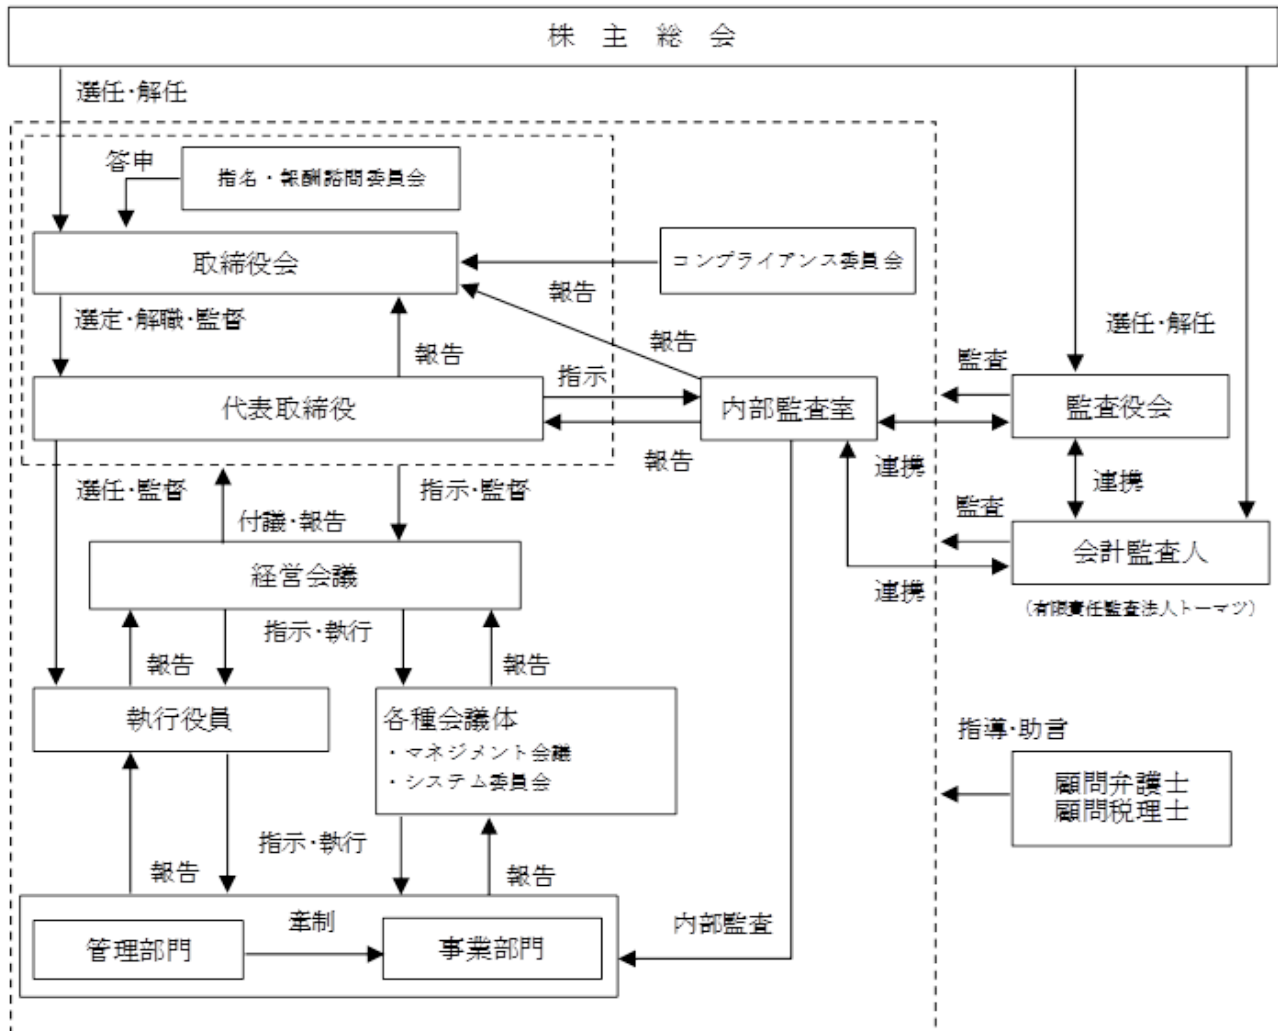 株 主 総 会
選任・解任
答申
指名・報酬諮問委員会
取締役会
コンプライアンス委員会
報告
選定・解職・監督
報告
報告
選任・解任
指示
監査
代表取締役
内部監査室
監査役会
報告
連携
選任・監督
指示・監督
連携
付議・報告
監査
経営会議
会計監査人
連携
（有限責任監査法人トーマツ）
指示・執行
報告
報告
執行役員
各種会議体
・マネジメント会議
・システム委員会
指導・助言
顧問弁護士
顧問税理士
指示・執行
報告
報告
牽制
内部監査
管理部門
事業部門